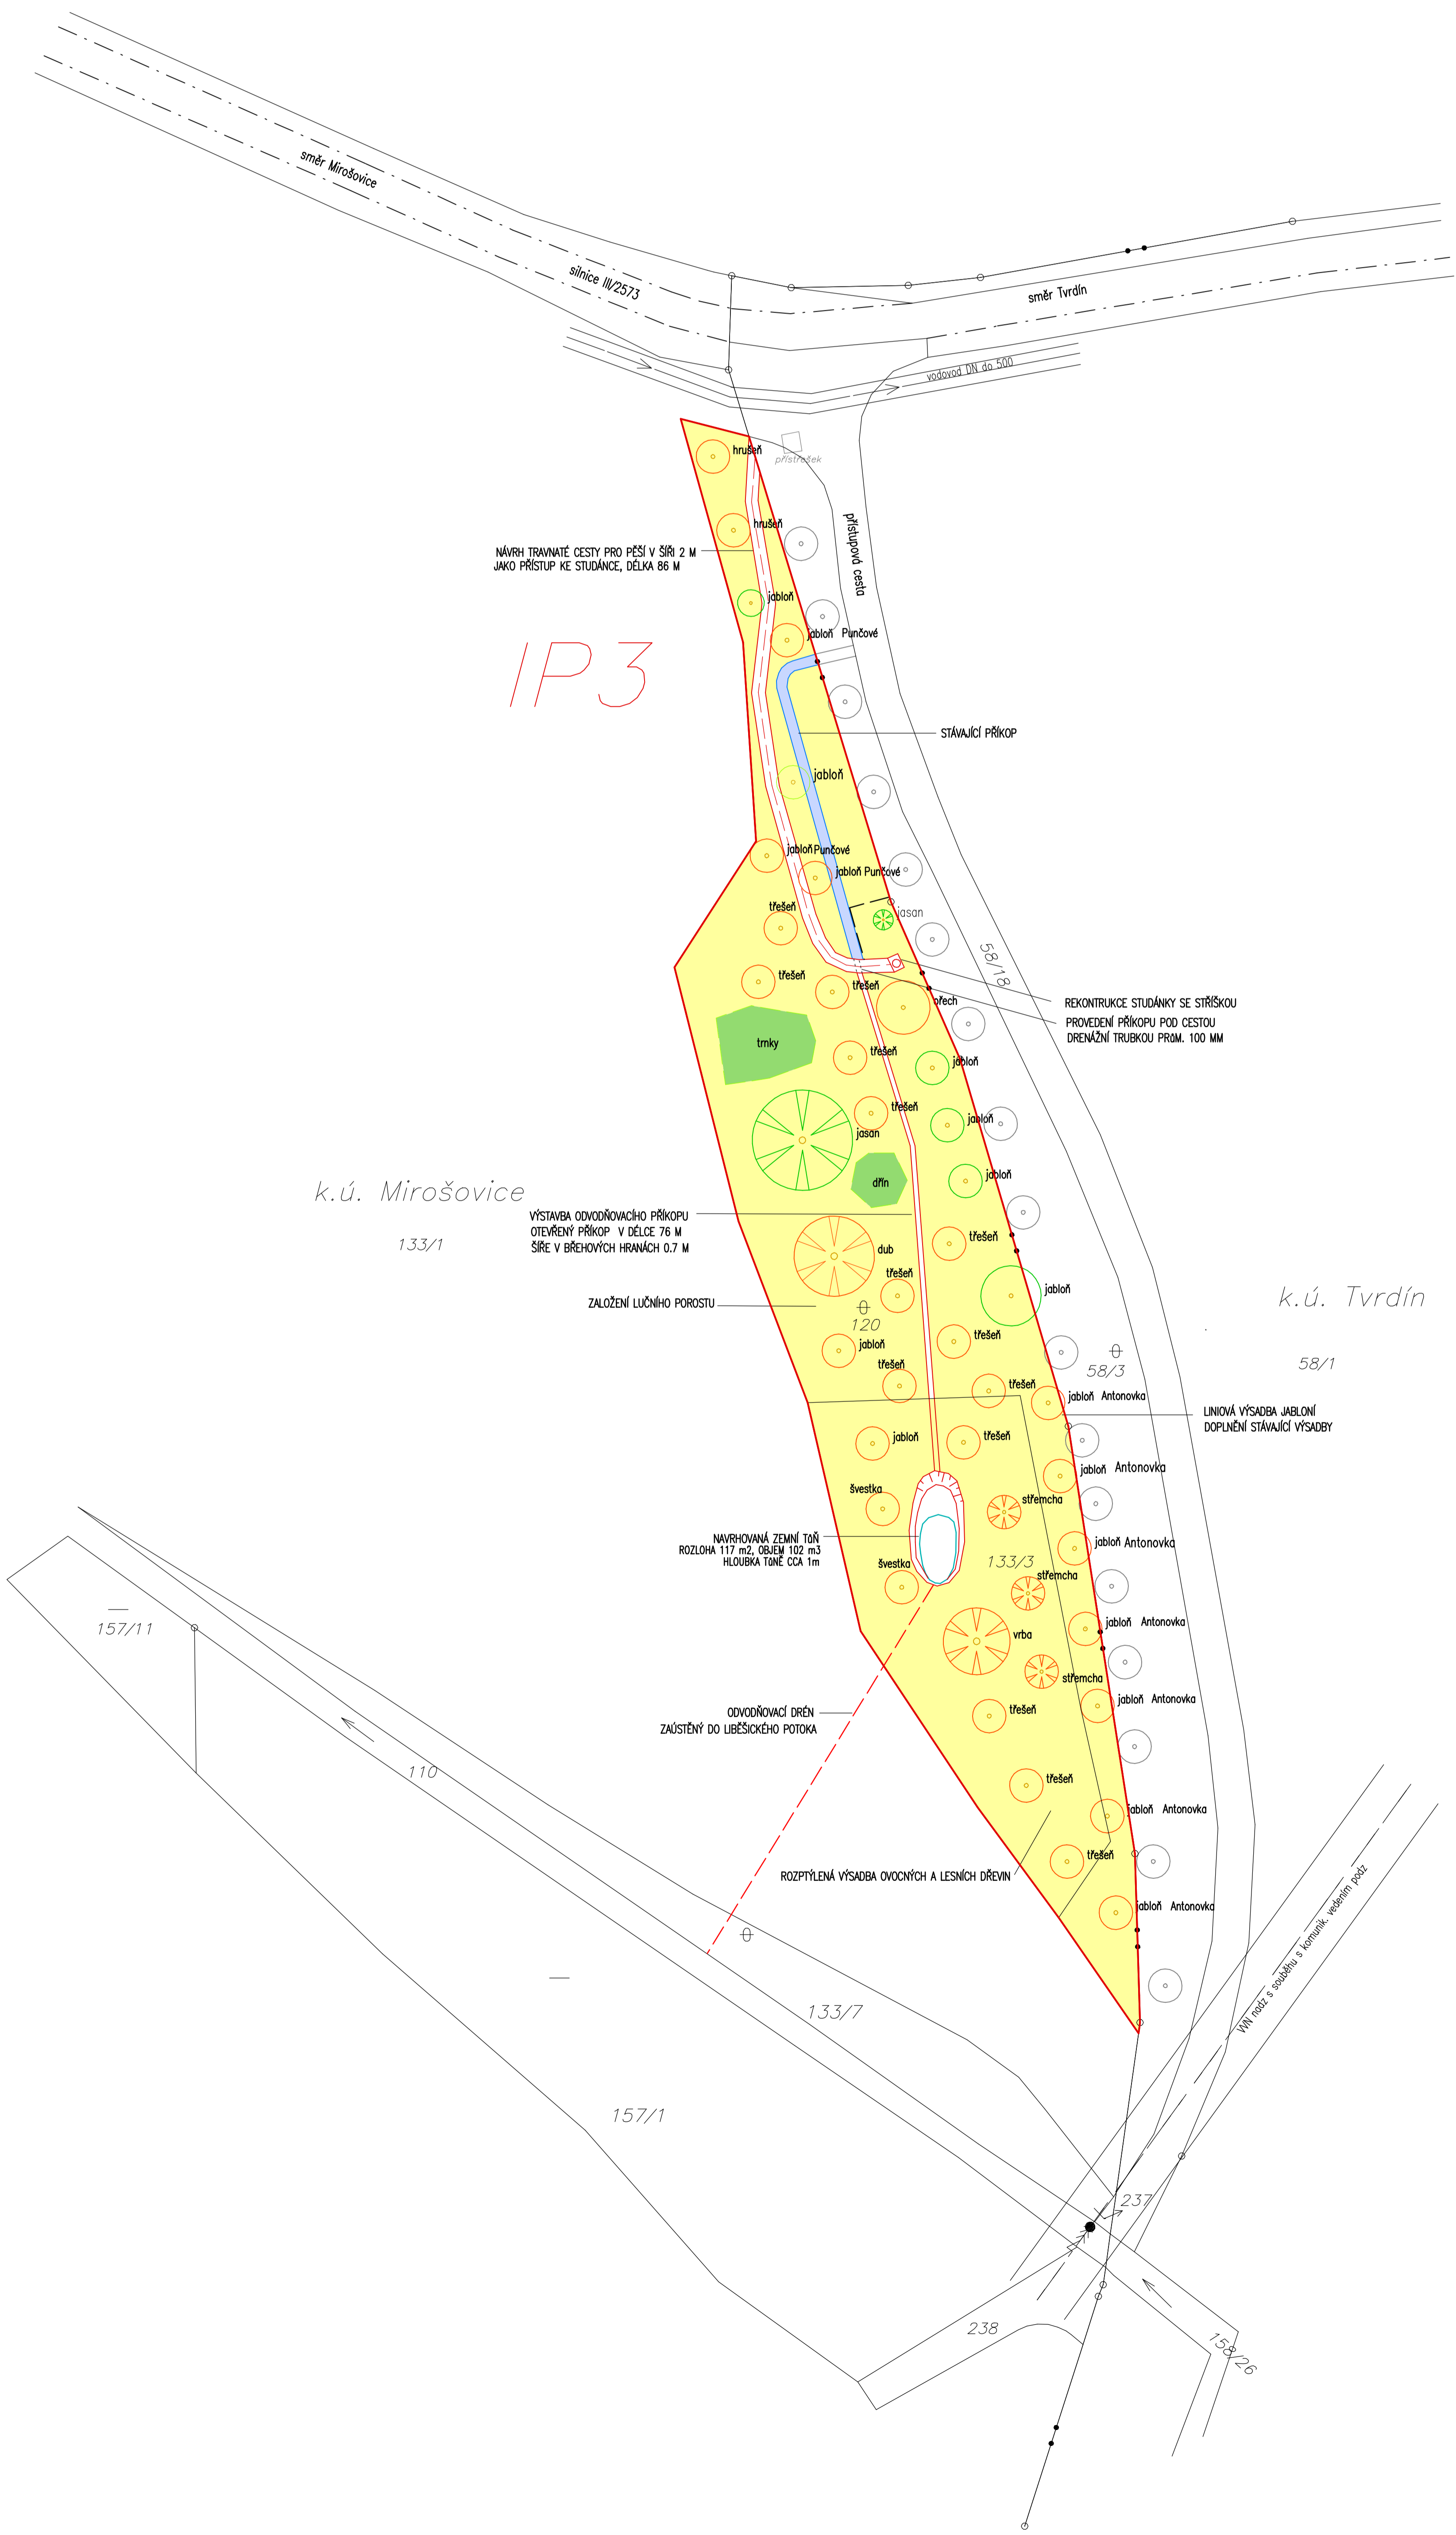 směr Mirošovice
silnice III/2573
směr Tvrdín
vodovod DN do 500
hrušeň
přístřešek
hrušeň
přístupová cesta
NÁVRH TRAVNATÉ CESTY PRO PĚŠÍ V ŠÍŘI 2 M
JAKO PŘÍSTUP KE STUDÁNCE, DÉLKA 86 M
jabloň
jabloň Punčové
IP3
STÁVAJÍCÍ PŘÍKOP
jabloň
jabloň Punčové
jabloň Punčové
třešeň
jasan
58/18
třešeň
třešeň
ořech
REKONTRUKCE STUDÁNKY SE STŘÍŠKOU
PROVEDENÍ PŘÍKOPU POD CESTOU
DRENÁŽNÍ TRUBKOU PRůM. 100 MM
trnky
třešeň
jabloň
třešeň
jabloň
jasan
jabloň
dřín
k.ú. Mirošovice
133/1
VÝSTAVBA ODVODŇOVACÍHO PŘÍKOPU
OTEVŘENÝ PŘÍKOP V DÉLCE 76 M
ŠÍŘE V BŘEHOVÝCH HRANÁCH 0.7 M
třešeň
dub
třešeň
jabloň
k.ú. Tvrdín
58/1
ZALOŽENÍ LUČNÍHO POROSTU
120
třešeň
jabloň
58/3
třešeň
třešeň
jabloň Antonovka
LINIOVÁ VÝSADBA JABLONÍ
DOPLNĚNÍ STÁVAJÍCÍ VÝSADBY
jabloň
třešeň
jabloň Antonovka
švestka
střemcha
NAVRHOVANÁ ZEMNÍ TůŇ
ROZLOHA 117 m2, OBJEM 102 m3
HLOUBKA TůNĚ CCA 1m
jabloň Antonovka
švestka
133/3
střemcha
157/11
vrba
jabloň Antonovka
střemcha
jabloň Antonovka
ODVODŇOVACÍ DRÉN
ZAÚSTĚNÝ DO LIBĚŠICKÉHO POTOKA
třešeň
110
třešeň
jabloň Antonovka
třešeň
ROZPTÝLENÁ VÝSADBA OVOCNÝCH A LESNÍCH DŘEVIN
jabloň Antonovka
VVN nadz s souběhu s komunik. vedením podz
133/7
157/1
237
238
158/26